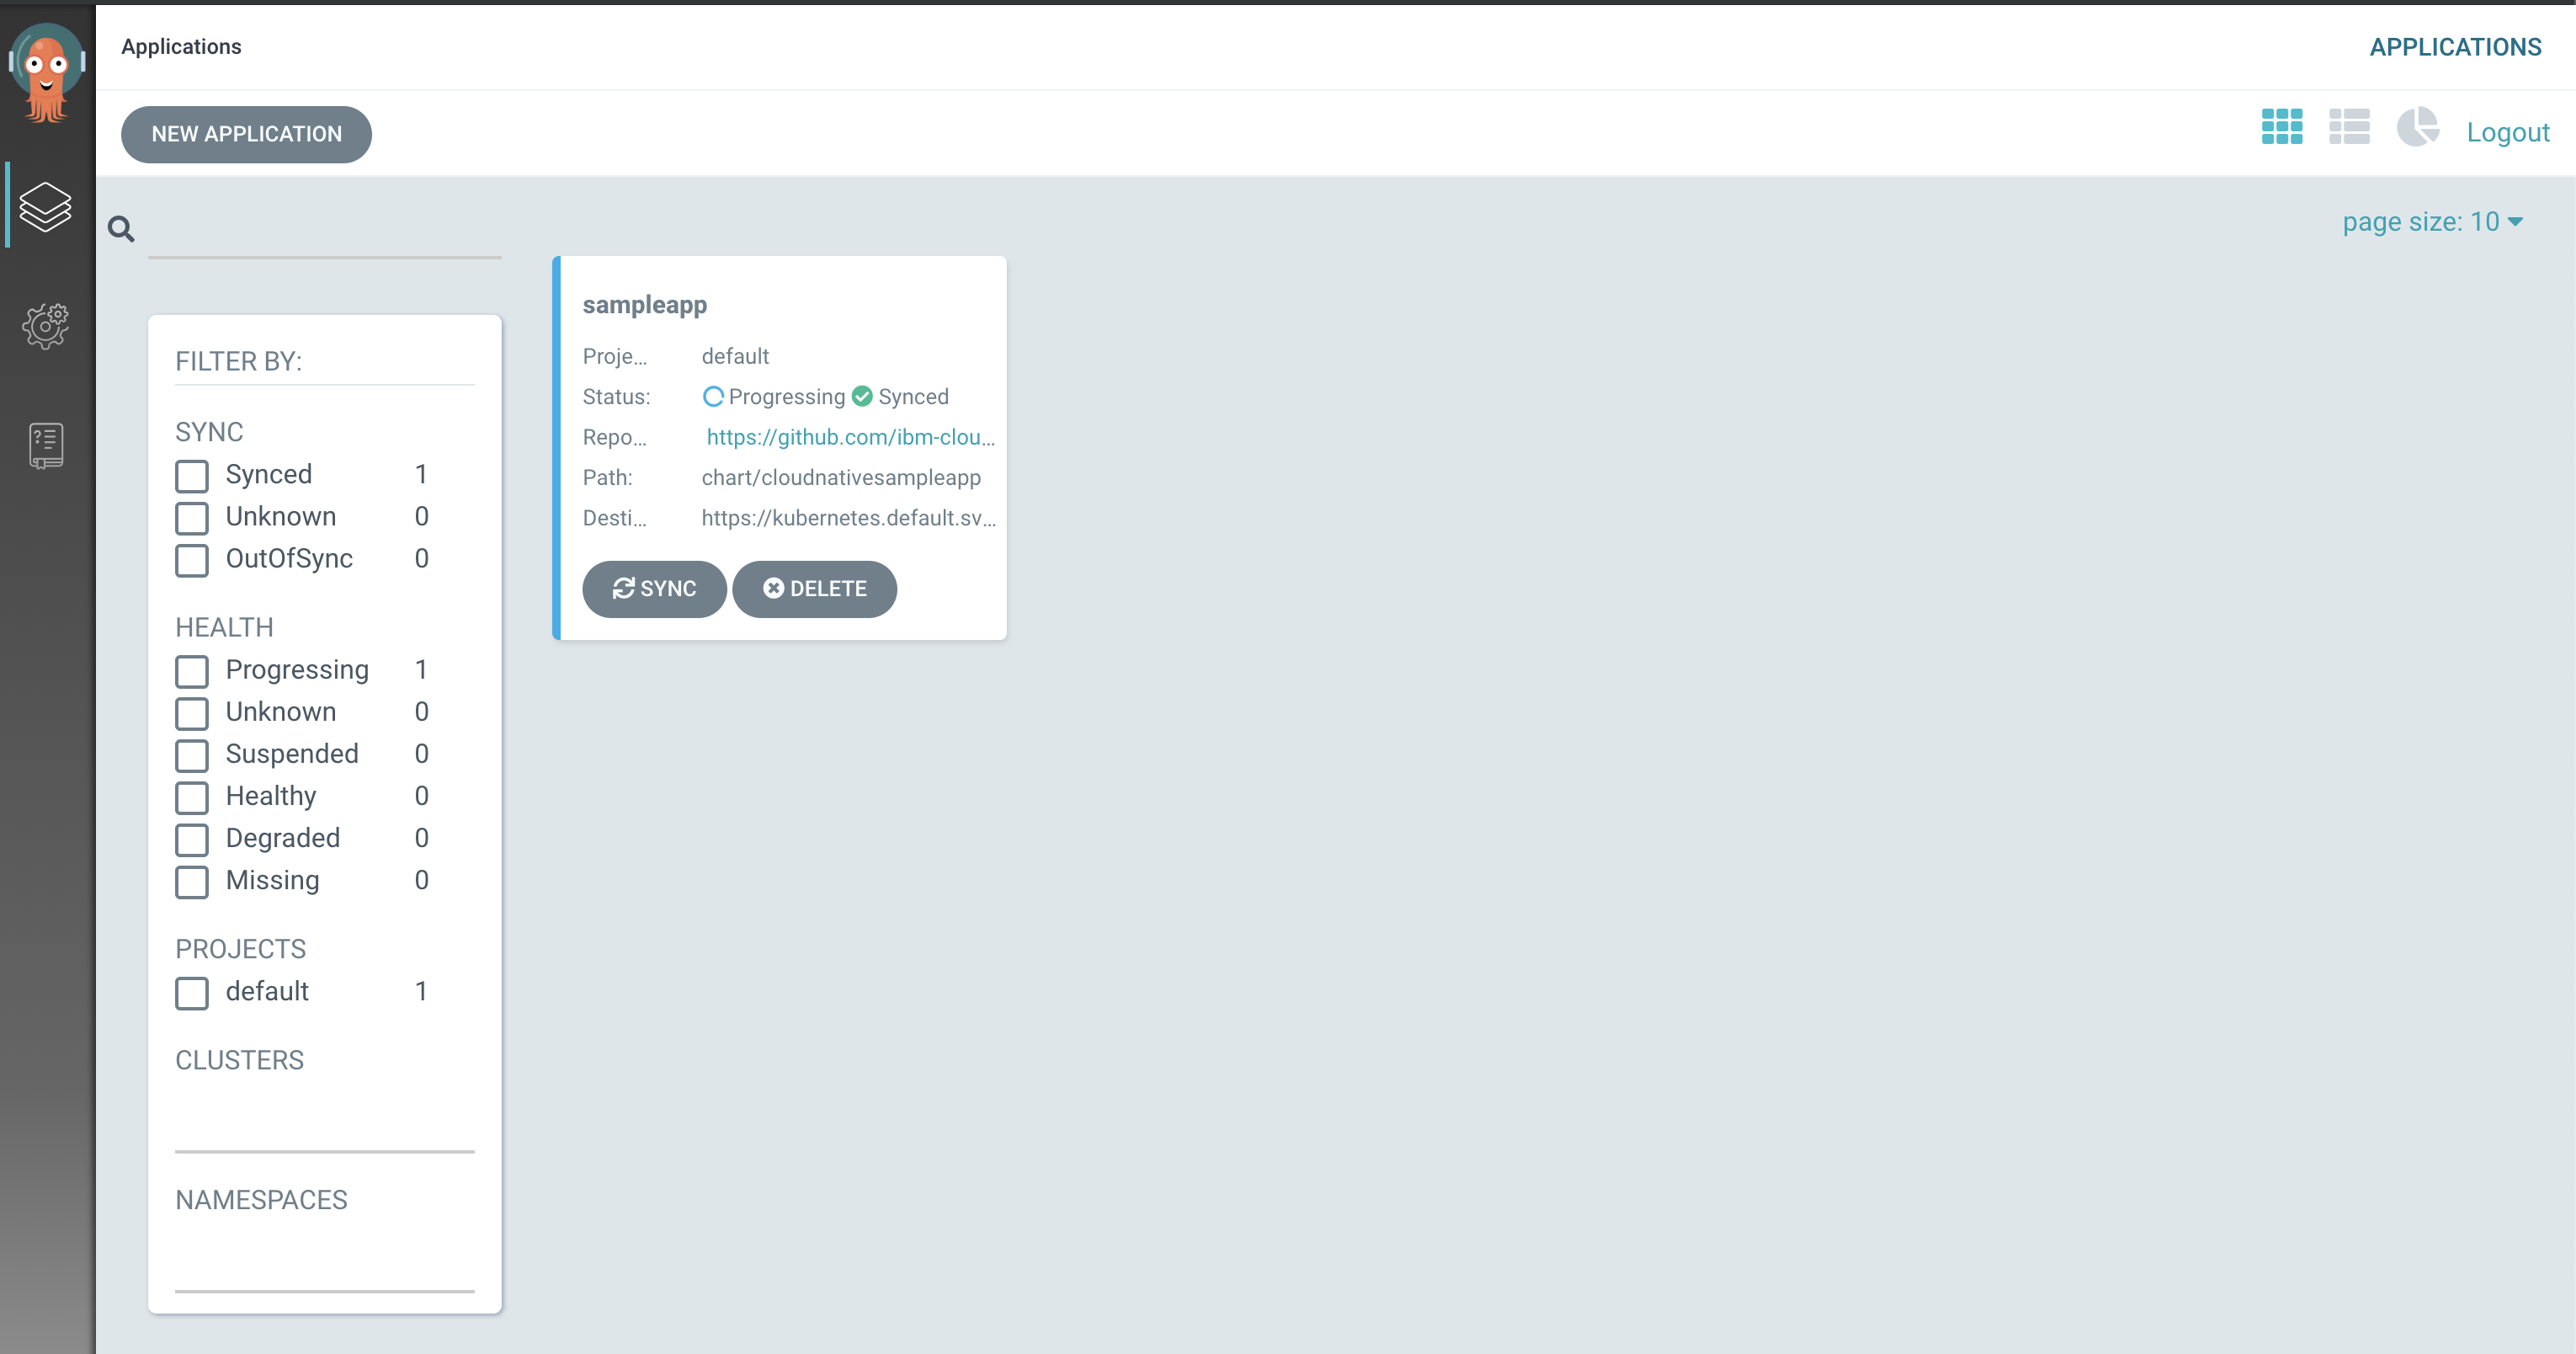 Applications
APPLICATIONS
NEW APPLICATION
Logout
page size: 10
FILTER BY:
SYNC
Synced 1
Unknown 0
OutOfSync 0
HEALTH
Progressing 1
Unknown 0
Suspended 0
Healthy 0
Degraded 0
Missing 0
PROJECTS
default 1
CLUSTERS
NAMESPACES
sampleapp
Proje... default
Status: Progressing Synced
Repo... https://github.com/ibm-clou...
Path: chart/cloudnativesampleapp
Desti... https://kubernetes.default.sv...
SYNC DELETE